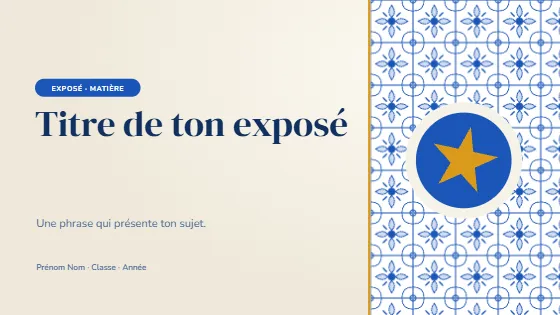 EXPOSÉ · MATIÈRE
Titre de ton exposé
Une phrase qui présente ton sujet.
Prénom Nom · Classe · Année